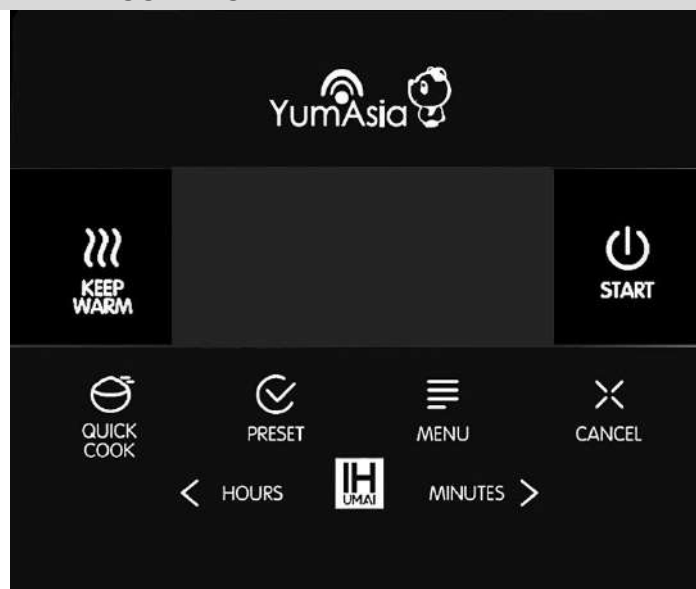 YumAsia
KEEP
WARM
START
QUICK
COOK
PRESET
MENU
CANCEL
< HOURS
IH
UMAI
MINUTES >